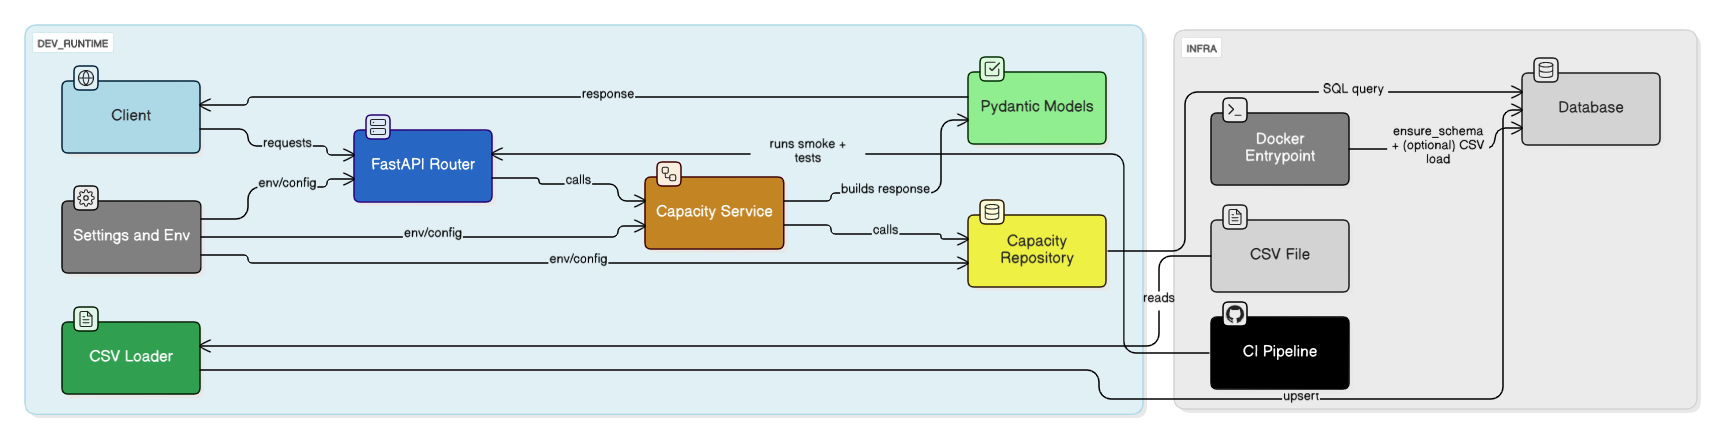 DEV_RUNTIME
INFRA
Client
response
Pydantic Models
SQL query
Database
requests
FastAPI Router
runs smoke +
tests
Docker
Entrypoint
ensure_schema
+ (optional) CSV
load
env/config
calls
builds response
Capacity Service
Settings and Env
env/config
calls
Capacity
Repository
CSV File
env/config
reads
CSV Loader
CI Pipeline
upsert